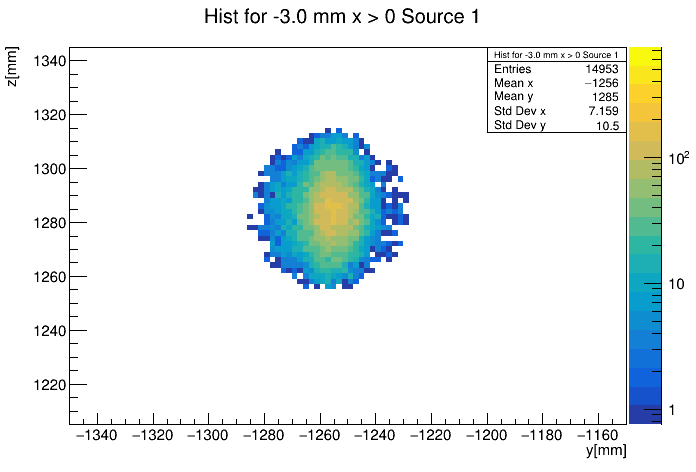 Hist for -3.0 mm x > 0 Source 1
z[mm]
Hist for -3.0 mm x > 0 Source 1
Entries 14953
Mean x −1256
Mean y 1285
Std Dev x 7.159
Std Dev y 10.5
1340
1320
1300
1280
1260
1240
1220
10²
10
1
−1340 −1320 −1300 −1280 −1260 −1240 −1220 −1200 −1180 −1160
y[mm]